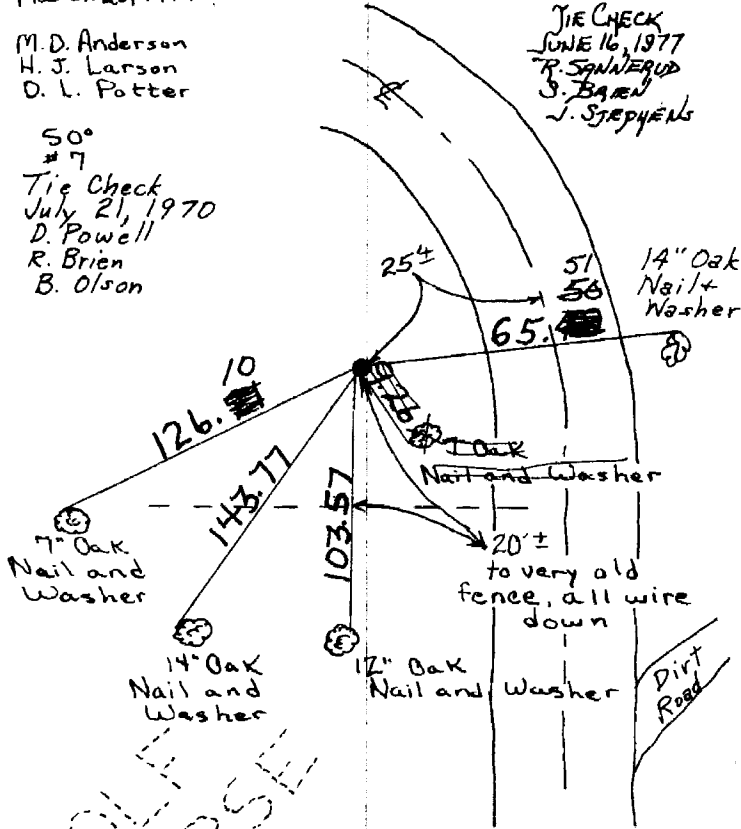 M.D. Anderson
H. J. Larson
D. L. Potter
50°
#7
Tie Check
July 21, 1970
D. Powell
R. Brien
B. Olson
TIE CHECK
JUNE 16, 1977
R. SANNERUD
S. BRIEN
J. STEPHENS
25±
51
56
65.
14" Oak
Nail +
Washer
10
126.
9.26
Oak
Nail and Washer
143.77
103.57
7" Oak
Nail and
Washer
20'±
to very old
fence, all wire
down
14" Oak
Nail and
Washer
12" Oak
Nail and Washer
Dirt
Road